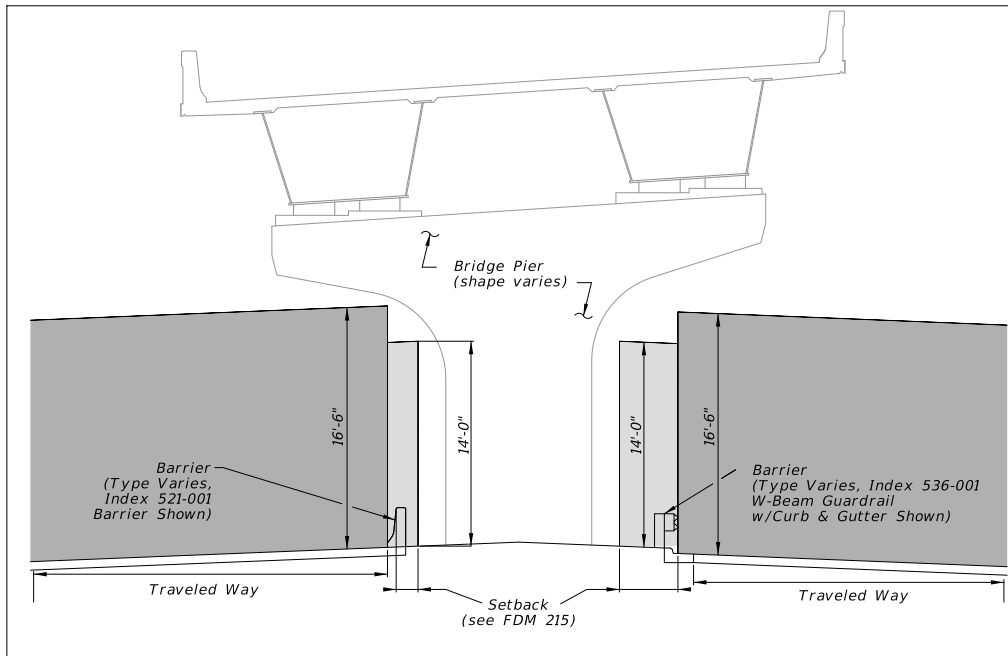 Bridge Pier
(shape varies)
16'-6"
14'-0"
14'-0"
16'-6"
Barrier
(Type Varies,
Index 521-001
Barrier Shown)
Barrier
(Type Varies, Index 536-001
W-Beam Guardrail
w/Curb & Gutter Shown)
Traveled Way
Setback
(see FDM 215)
Traveled Way